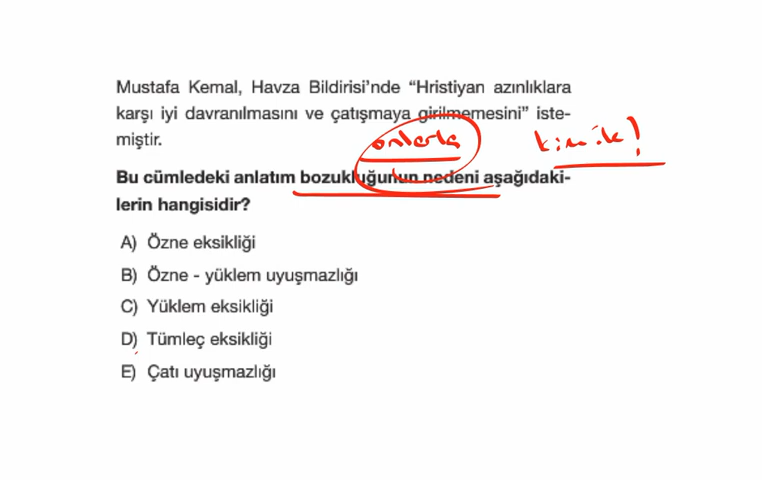 Mustafa Kemal, Havza Bildirisi'nde “Hristiyan azınlıklara
karşı iyi davranılmasını ve çatışmaya girilmemesini” iste-
miştir.
onlarla
kiminle!
Bu cümledeki anlatım bozukluğunun nedeni aşağıdaki-
lerin hangisidir?
A) Özne eksikliği
B) Özne - yüklem uyuşmazlığı
C) Yüklem eksikliği
D) Tümleç eksikliği
E) Çatı uyuşmazlığı